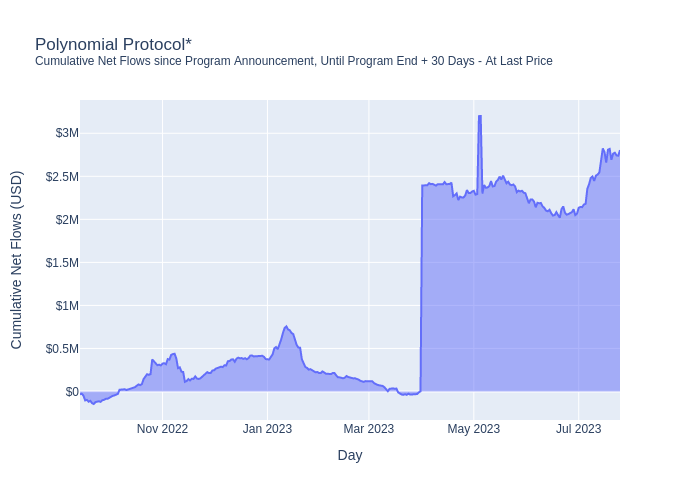 Polynomial Protocol*
Cumulative Net Flows since Program Announcement, Until Program End + 30 Days - At Last Price
Cumulative Net Flows (USD)
$3M
$2.5M
$2M
$1.5M
$1M
$0.5M
$0
Nov 2022
Jan 2023
Mar 2023
May 2023
Jul 2023
Day